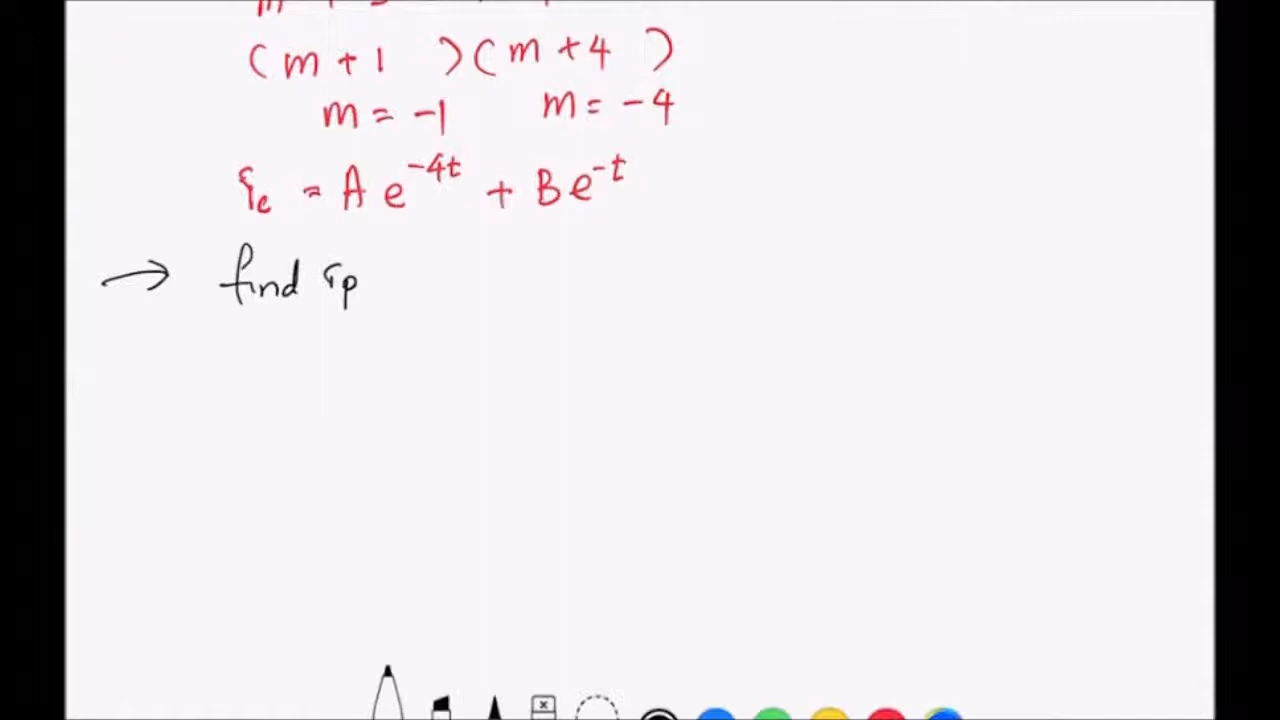 (m + 1 )(m + 4 )
m = -1 m = -4
q_c = A e^{-4t} + B e^{-t}
→ find q_p